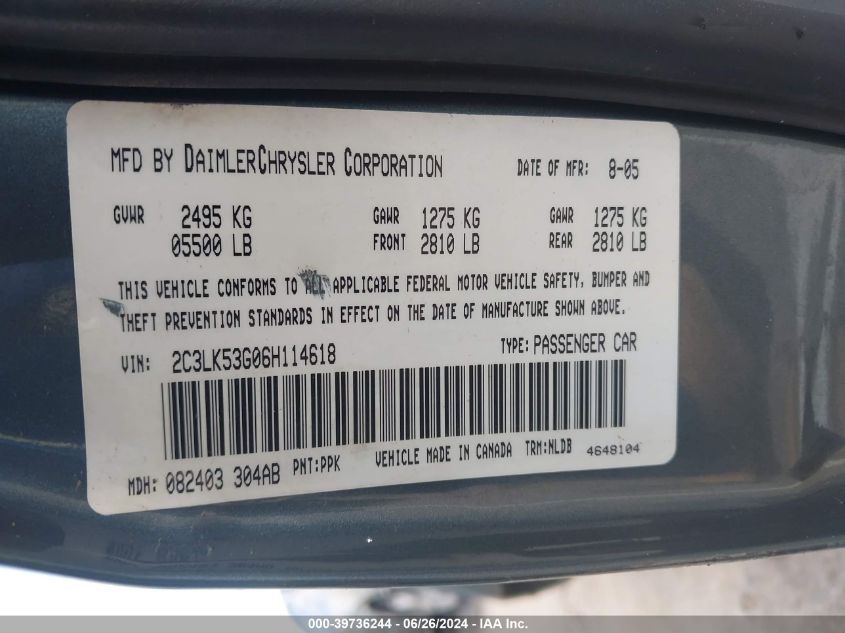 MFD BY DAIMLERCHRYSLER CORPORATION DATE OF MFR: 8-05
GVWR 2495 KG GAWR 1275 KG GAWR 1275 KG
05500 LB FRONT 2810 LB REAR 2810 LB
THIS VEHICLE CONFORMS TO ALL APPLICABLE FEDERAL MOTOR VEHICLE SAFETY, BUMPER AND
THEFT PREVENTION STANDARDS IN EFFECT ON THE DATE OF MANUFACTURE SHOWN ABOVE.
VIN: 2C3LK53G06H114618 TYPE: PASSENGER CAR
MDH: 082403 304AB PNT:PPK VEHICLE MADE IN CANADA TRM:NLDB 4648104
000-39736244 - 06/26/2024 - IAA Inc.